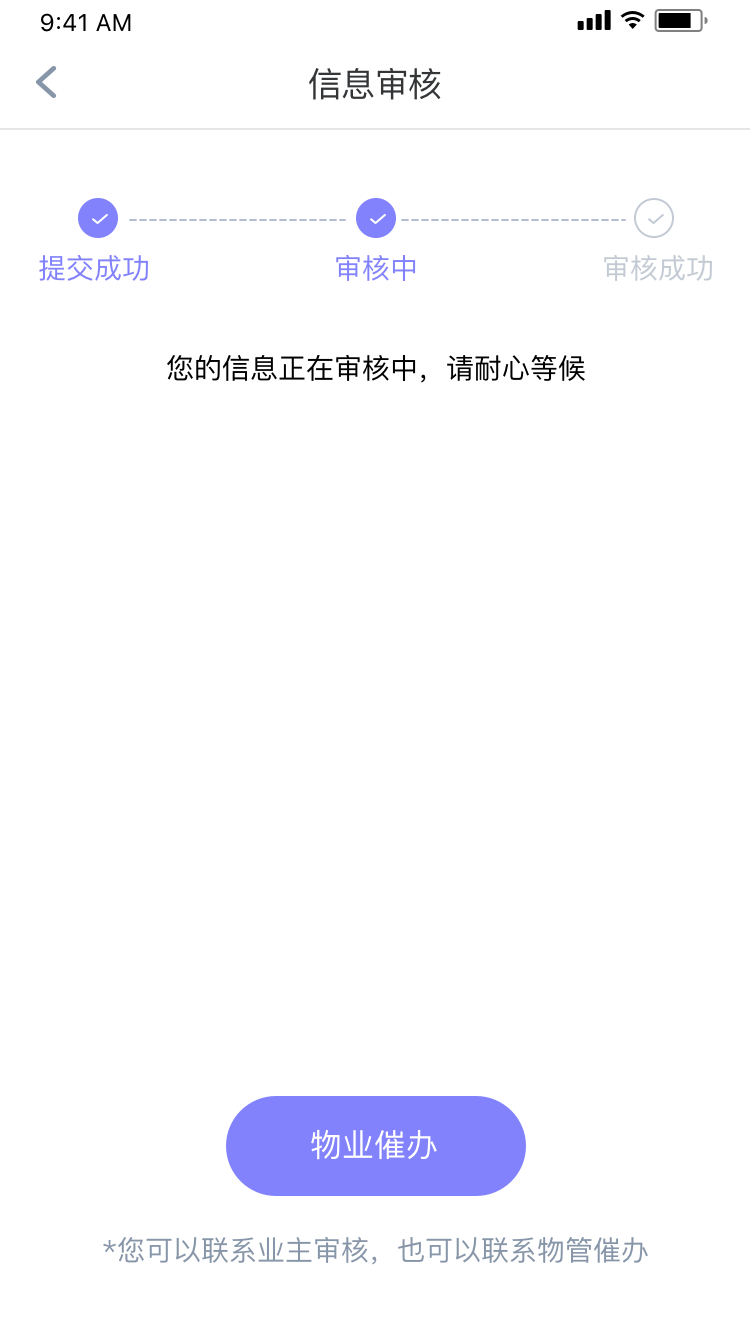 9:41 AM
信息审核
提交成功
审核中
审核成功
您的信息正在审核中，请耐心等候
物业催办
*您可以联系业主审核，也可以联系物管催办